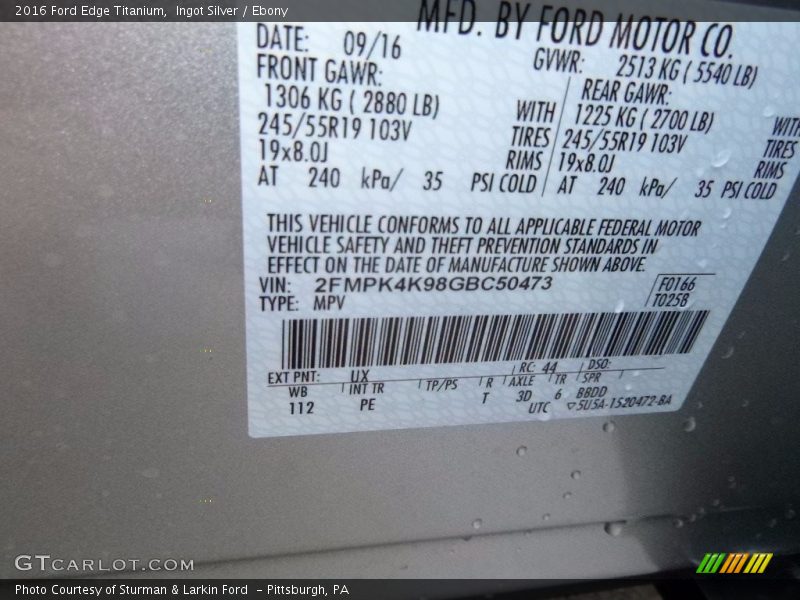 2016 Ford Edge Titanium, Ingot Silver / Ebony
MFD. BY FORD MOTOR CO.
DATE: 09/16 GVWR: 2513 KG ( 5540 LB)
FRONT GAWR: REAR GAWR:
1306 KG ( 2880 LB) WITH 1225 KG ( 2700 LB) WITH
245/55R19 103V TIRES 245/55R19 103V TIRES
19x8.0J RIMS 19x8.0J RIMS
AT 240 kPa/ 35 PSI COLD AT 240 kPa/ 35 PSI COLD
THIS VEHICLE CONFORMS TO ALL APPLICABLE FEDERAL MOTOR
VEHICLE SAFETY AND THEFT PREVENTION STANDARDS IN
EFFECT ON THE DATE OF MANUFACTURE SHOWN ABOVE.
VIN: 2FMPK4K98GBC50473 F0166
TYPE: MPV T0258
EXT PNT: UX RC: 44 DSO:
WB INT TR TP/PS R AXLE TR SPR
112 PE T 3D 6 BBDD
UTC ▽5U5A-1520472-BA
GTCARLOT.COM
Photo Courtesy of Sturman & Larkin Ford - Pittsburgh, PA